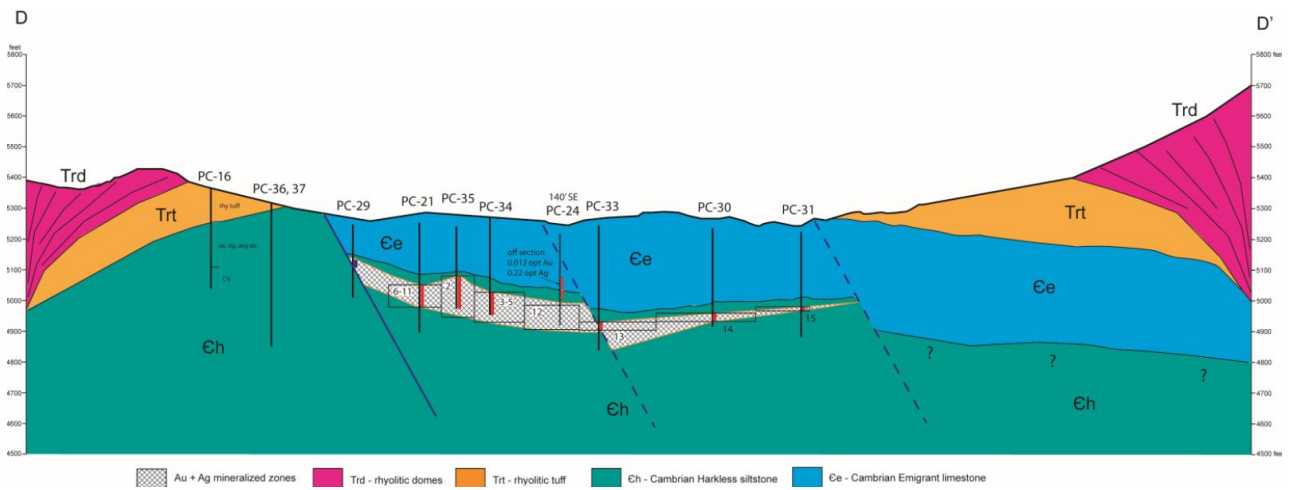 D
D'
feet
5800
5700
5600
5500
5400
5300
5200
5100
5000
4900
4800
4700
4600
4500 feet
5800 fee
5700
5600
5500
5400
5300
5200
5100
5000
4900
4800
4700
4600
4500 feet
Trd
Trd
PC-16
PC-36, 37
PC-29
PC-21
PC-35
PC-34
140' SE
PC-24
PC-33
PC-30
PC-31
Trt
rhy tuff
Trt
Єe
off section
0.012 opt Au
0.22 opt Ag
Єe
Єe
6-11
2
3-5
12
13
14
15
Єh
Єh
Єh
?
?
?
Au + Ag mineralized zones
Trd - rhyolitic domes
Trt - rhyolitic tuff
Єh - Cambrian Harkless siltstone
Єe - Cambrian Emigrant limestone